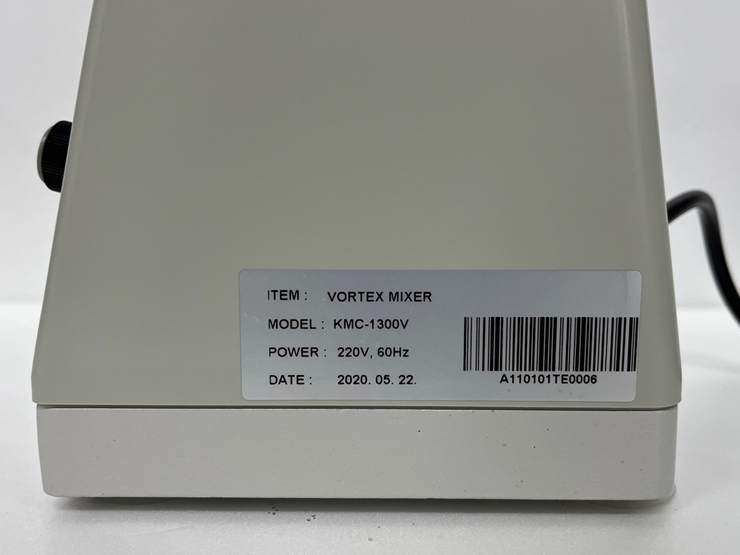 ITEM : VORTEX MIXER
MODEL : KMC-1300V
POWER : 220V, 60Hz
DATE : 2020. 05. 22.
A110101TE0006